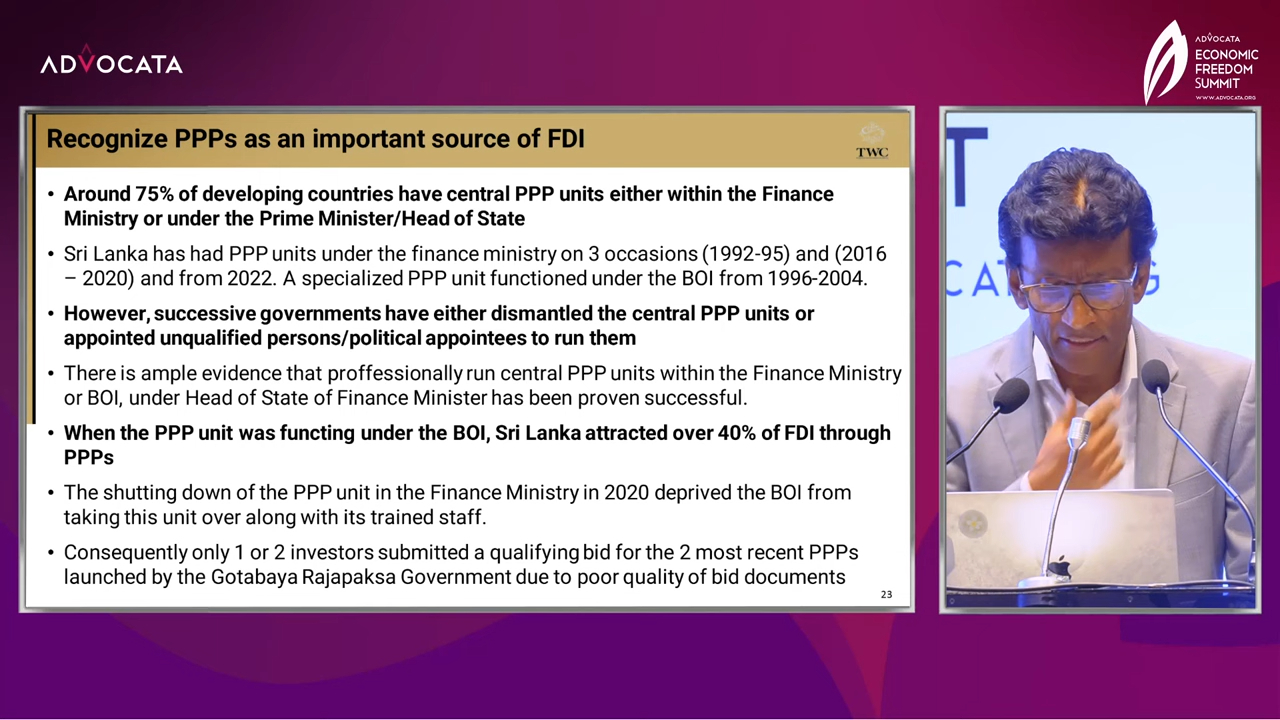 ADVOCATA
ADVOCATA
ECONOMIC
FREEDOM
SUMMIT
WWW.ADVOCATA.ORG
Recognize PPPs as an important source of FDI
TWC
• Around 75% of developing countries have central PPP units either within the Finance
Ministry or under the Prime Minister/Head of State
• Sri Lanka has had PPP units under the finance ministry on 3 occasions (1992-95) and (2016
– 2020) and from 2022. A specialized PPP unit functioned under the BOI from 1996-2004.
• However, successive governments have either dismantled the central PPP units or
appointed unqualified persons/political appointees to run them
• There is ample evidence that proffessionally run central PPP units within the Finance Ministry
or BOI, under Head of State of Finance Minister has been proven successful.
• When the PPP unit was functing under the BOI, Sri Lanka attracted over 40% of FDI through
PPPs
• The shutting down of the PPP unit in the Finance Ministry in 2020 deprived the BOI from
taking this unit over along with its trained staff.
• Consequently only 1 or 2 investors submitted a qualifying bid for the 2 most recent PPPs
launched by the Gotabaya Rajapaksa Government due to poor quality of bid documents
23
T
CAT
G